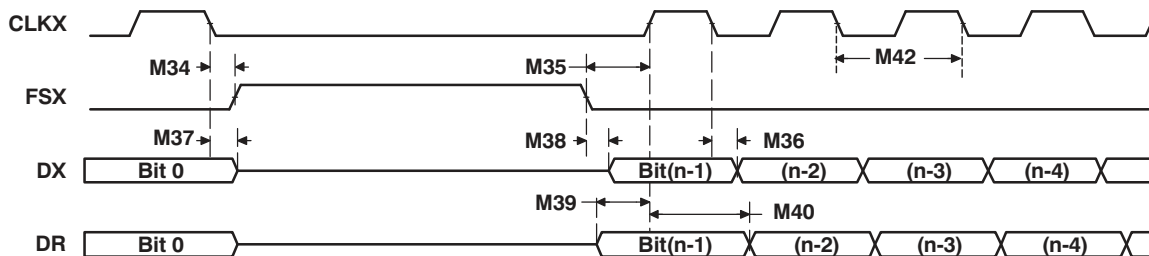 CLKX
M34
M35
M42
FSX
M37
M38
M36
DX
Bit 0
Bit(n-1)
(n-2)
(n-3)
(n-4)
M39
M40
DR
Bit 0
Bit(n-1)
(n-2)
(n-3)
(n-4)